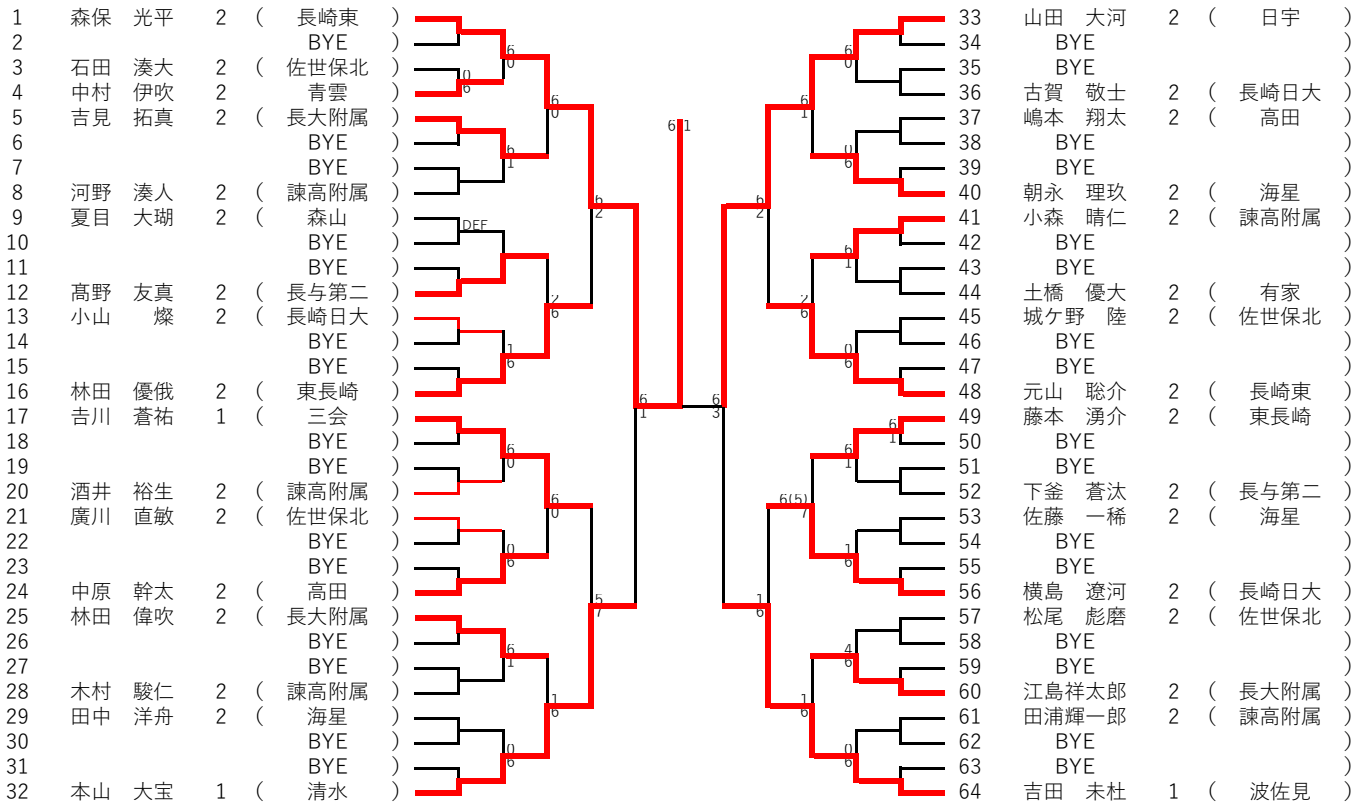 1 森保 光平 2 ( 長崎東 )
2 BYE )
3 石田 湊大 2 ( 佐世保北 )
4 中村 伊吹 2 青雲 )
5 吉見 拓真 2 ( 長大附属 )
6 BYE )
7 BYE )
8 河野 湊人 2 ( 諫高附属 )
9 夏目 大瑚 2 ( 森山 )
10 BYE )
11 BYE )
12 髙野 友真 2 ( 長与第二 )
13 小山 燦 2 ( 長崎日大 )
14 BYE )
15 BYE )
16 林田 優俄 2 ( 東長崎 )
17 吉川 蒼祐 1 ( 三会 )
18 BYE )
19 BYE )
20 酒井 裕生 2 ( 諫高附属 )
21 廣川 直敏 2 ( 佐世保北 )
22 BYE )
23 BYE )
24 中原 幹太 2 ( 高田 )
25 林田 偉吹 2 ( 長大附属 )
26 BYE )
27 BYE )
28 木村 駿仁 2 ( 諫高附属 )
29 田中 洋舟 2 ( 海星 )
30 BYE )
31 BYE )
32 本山 大宝 1 ( 清水 )
6 0
0 6
6 1
DEF
1 6
6 0
0 6
6 1
0 6
6 0
2 6
6 0
1 6
6 2
5 7
6 1
6 1
6 3
6 2
1 6
6 1
2 6
6(5) 7
1 6
6 0
0 6
6 1
0 6
6 1
6 1
1 6
4 6
0 6
33 山田 大河 2 ( 日宇 )
34 BYE )
35 BYE )
36 古賀 敬士 2 ( 長崎日大 )
37 嶋本 翔太 2 ( 高田 )
38 BYE )
39 BYE )
40 朝永 理玖 2 ( 海星 )
41 小森 晴仁 2 ( 諫高附属 )
42 BYE )
43 BYE )
44 土橋 優大 2 ( 有家 )
45 城ケ野 陸 2 ( 佐世保北 )
46 BYE )
47 BYE )
48 元山 聡介 2 ( 長崎東 )
49 藤本 湧介 2 ( 東長崎 )
50 BYE )
51 BYE )
52 下釜 蒼汰 2 ( 長与第二 )
53 佐藤 一稀 2 ( 海星 )
54 BYE )
55 BYE )
56 横島 遼河 2 ( 長崎日大 )
57 松尾 彪磨 2 ( 佐世保北 )
58 BYE )
59 BYE )
60 江島祥太郎 2 ( 長大附属 )
61 田浦輝一郎 2 ( 諫高附属 )
62 BYE )
63 BYE )
64 吉田 未杜 1 ( 波佐見 )